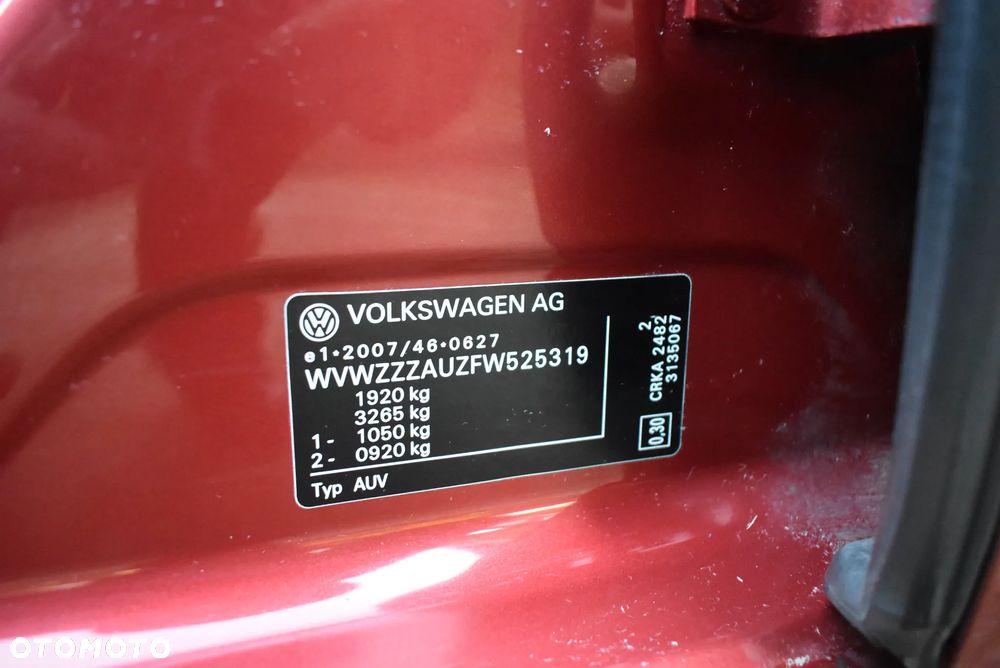 VOLKSWAGEN AG
e1*2007/46*0627
WVWZZZAUZFW525319
1920 kg
3265 kg
1- 1050 kg
2- 0920 kg
Typ AUV
0,30
CRKA 2482
2
3135067
OTOMOTO